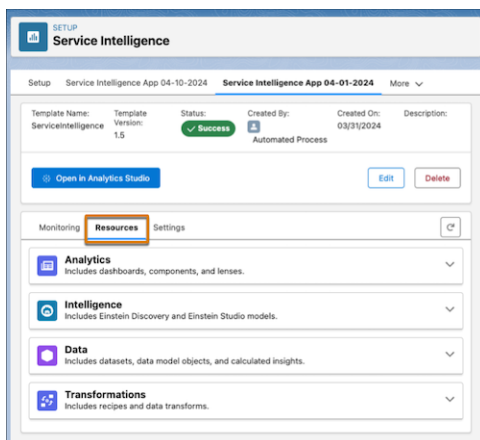 SETUP
Service Intelligence
Setup Service Intelligence App 04-10-2024 Service Intelligence App 04-01-2024 More
Template Name: Template Version: Status: Created By: Created On: Description:
ServiceIntelligence 1.5 Success Automated Process 03/31/2024
Open in Analytics Studio Edit Delete
Monitoring Resources Settings
Analytics
Includes dashboards, components, and lenses.
Intelligence
Includes Einstein Discovery and Einstein Studio models.
Data
Includes datasets, data model objects, and calculated insights.
Transformations
Includes recipes and data transforms.